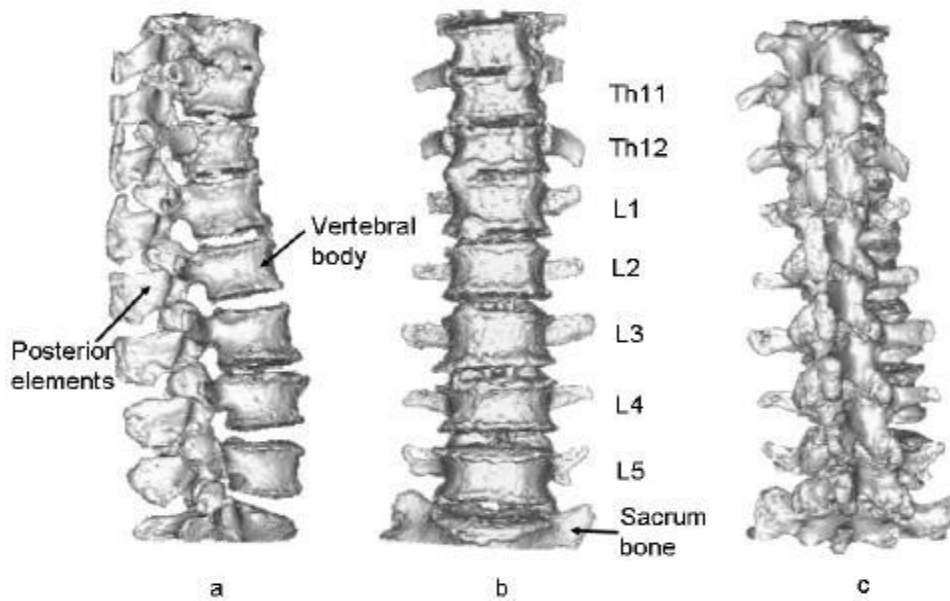 Th11
Th12
L1
Vertebral
body
L2
L3
Posterior
elements
L4
L5
Sacrum
bone
a
b
c